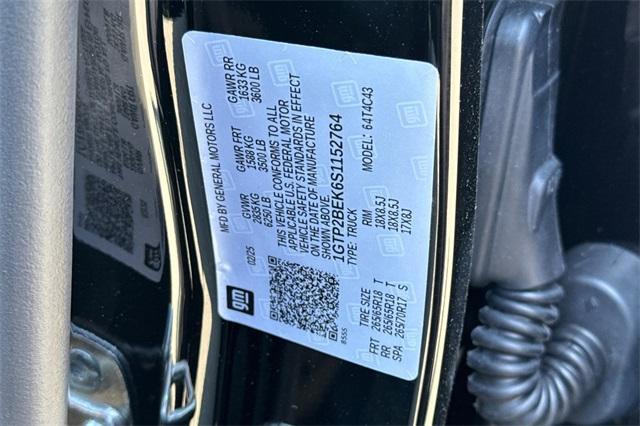 MFD BY GENERAL MOTORS LLC
02/25
GVWR
2835 KG
6250 LB
GAWR FRT
1588 KG
3500 LB
GAWR RR
1633 KG
3600 LB
THIS VEHICLE CONFORMS TO ALL
APPLICABLE U.S. FEDERAL MOTOR
VEHICLE SAFETY STANDARDS IN EFFECT
ON THE DATE OF MANUFACTURE
SHOWN ABOVE.
1GTP2BEK6S1152764
TYPE: TRUCK
MODEL: 64T4C43
TIRE SIZE
RIM
FRT 265/65R18 T 18X8.5J
RR 265/65R18 T 18X8.5J
SPA 265/70R17 S 17X8J
gm
8555